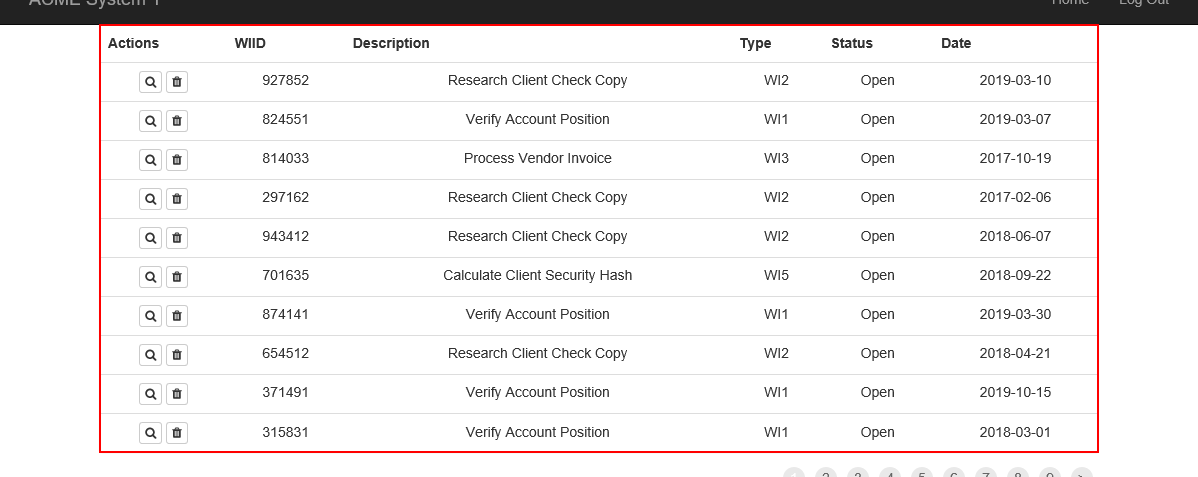 ACME System 1 Home Log Out
Actions WIID Description Type Status Date
927852 Research Client Check Copy WI2 Open 2019-03-10
824551 Verify Account Position WI1 Open 2019-03-07
814033 Process Vendor Invoice WI3 Open 2017-10-19
297162 Research Client Check Copy WI2 Open 2017-02-06
943412 Research Client Check Copy WI2 Open 2018-06-07
701635 Calculate Client Security Hash WI5 Open 2018-09-22
874141 Verify Account Position WI1 Open 2019-03-30
654512 Research Client Check Copy WI2 Open 2018-04-21
371491 Verify Account Position WI1 Open 2019-10-15
315831 Verify Account Position WI1 Open 2018-03-01
1 2 3 4 5 6 7 8 9 >